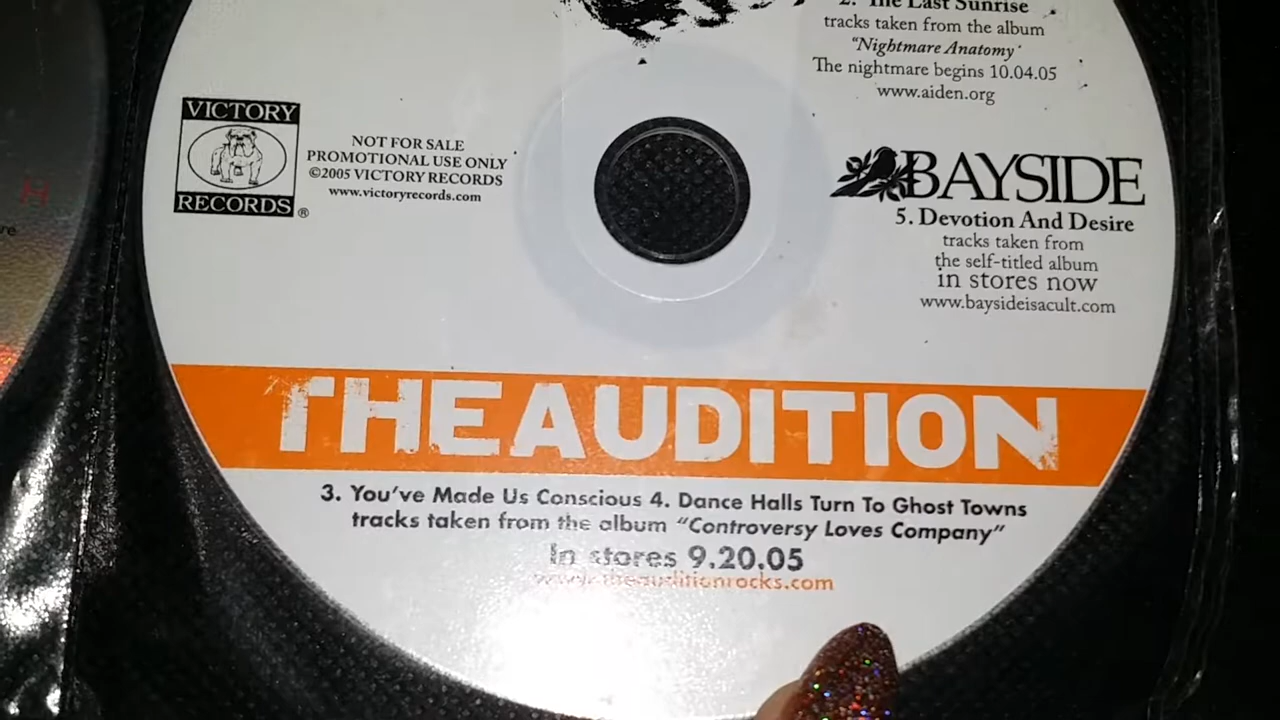 2. The Last Sunrise
tracks taken from the album
"Nightmare Anatomy"
The nightmare begins 10.04.05
www.aiden.org
VICTORY
RECORDS®
NOT FOR SALE
PROMOTIONAL USE ONLY
©2005 VICTORY RECORDS
www.victoryrecords.com
BAYSIDE
5. Devotion And Desire
tracks taken from
the self-titled album
in stores now
www.baysideisacult.com
THEAUDITION
3. You've Made Us Conscious 4. Dance Halls Turn To Ghost Towns
tracks taken from the album "Controversy Loves Company"
In stores 9.20.05
www.theauditionrocks.com